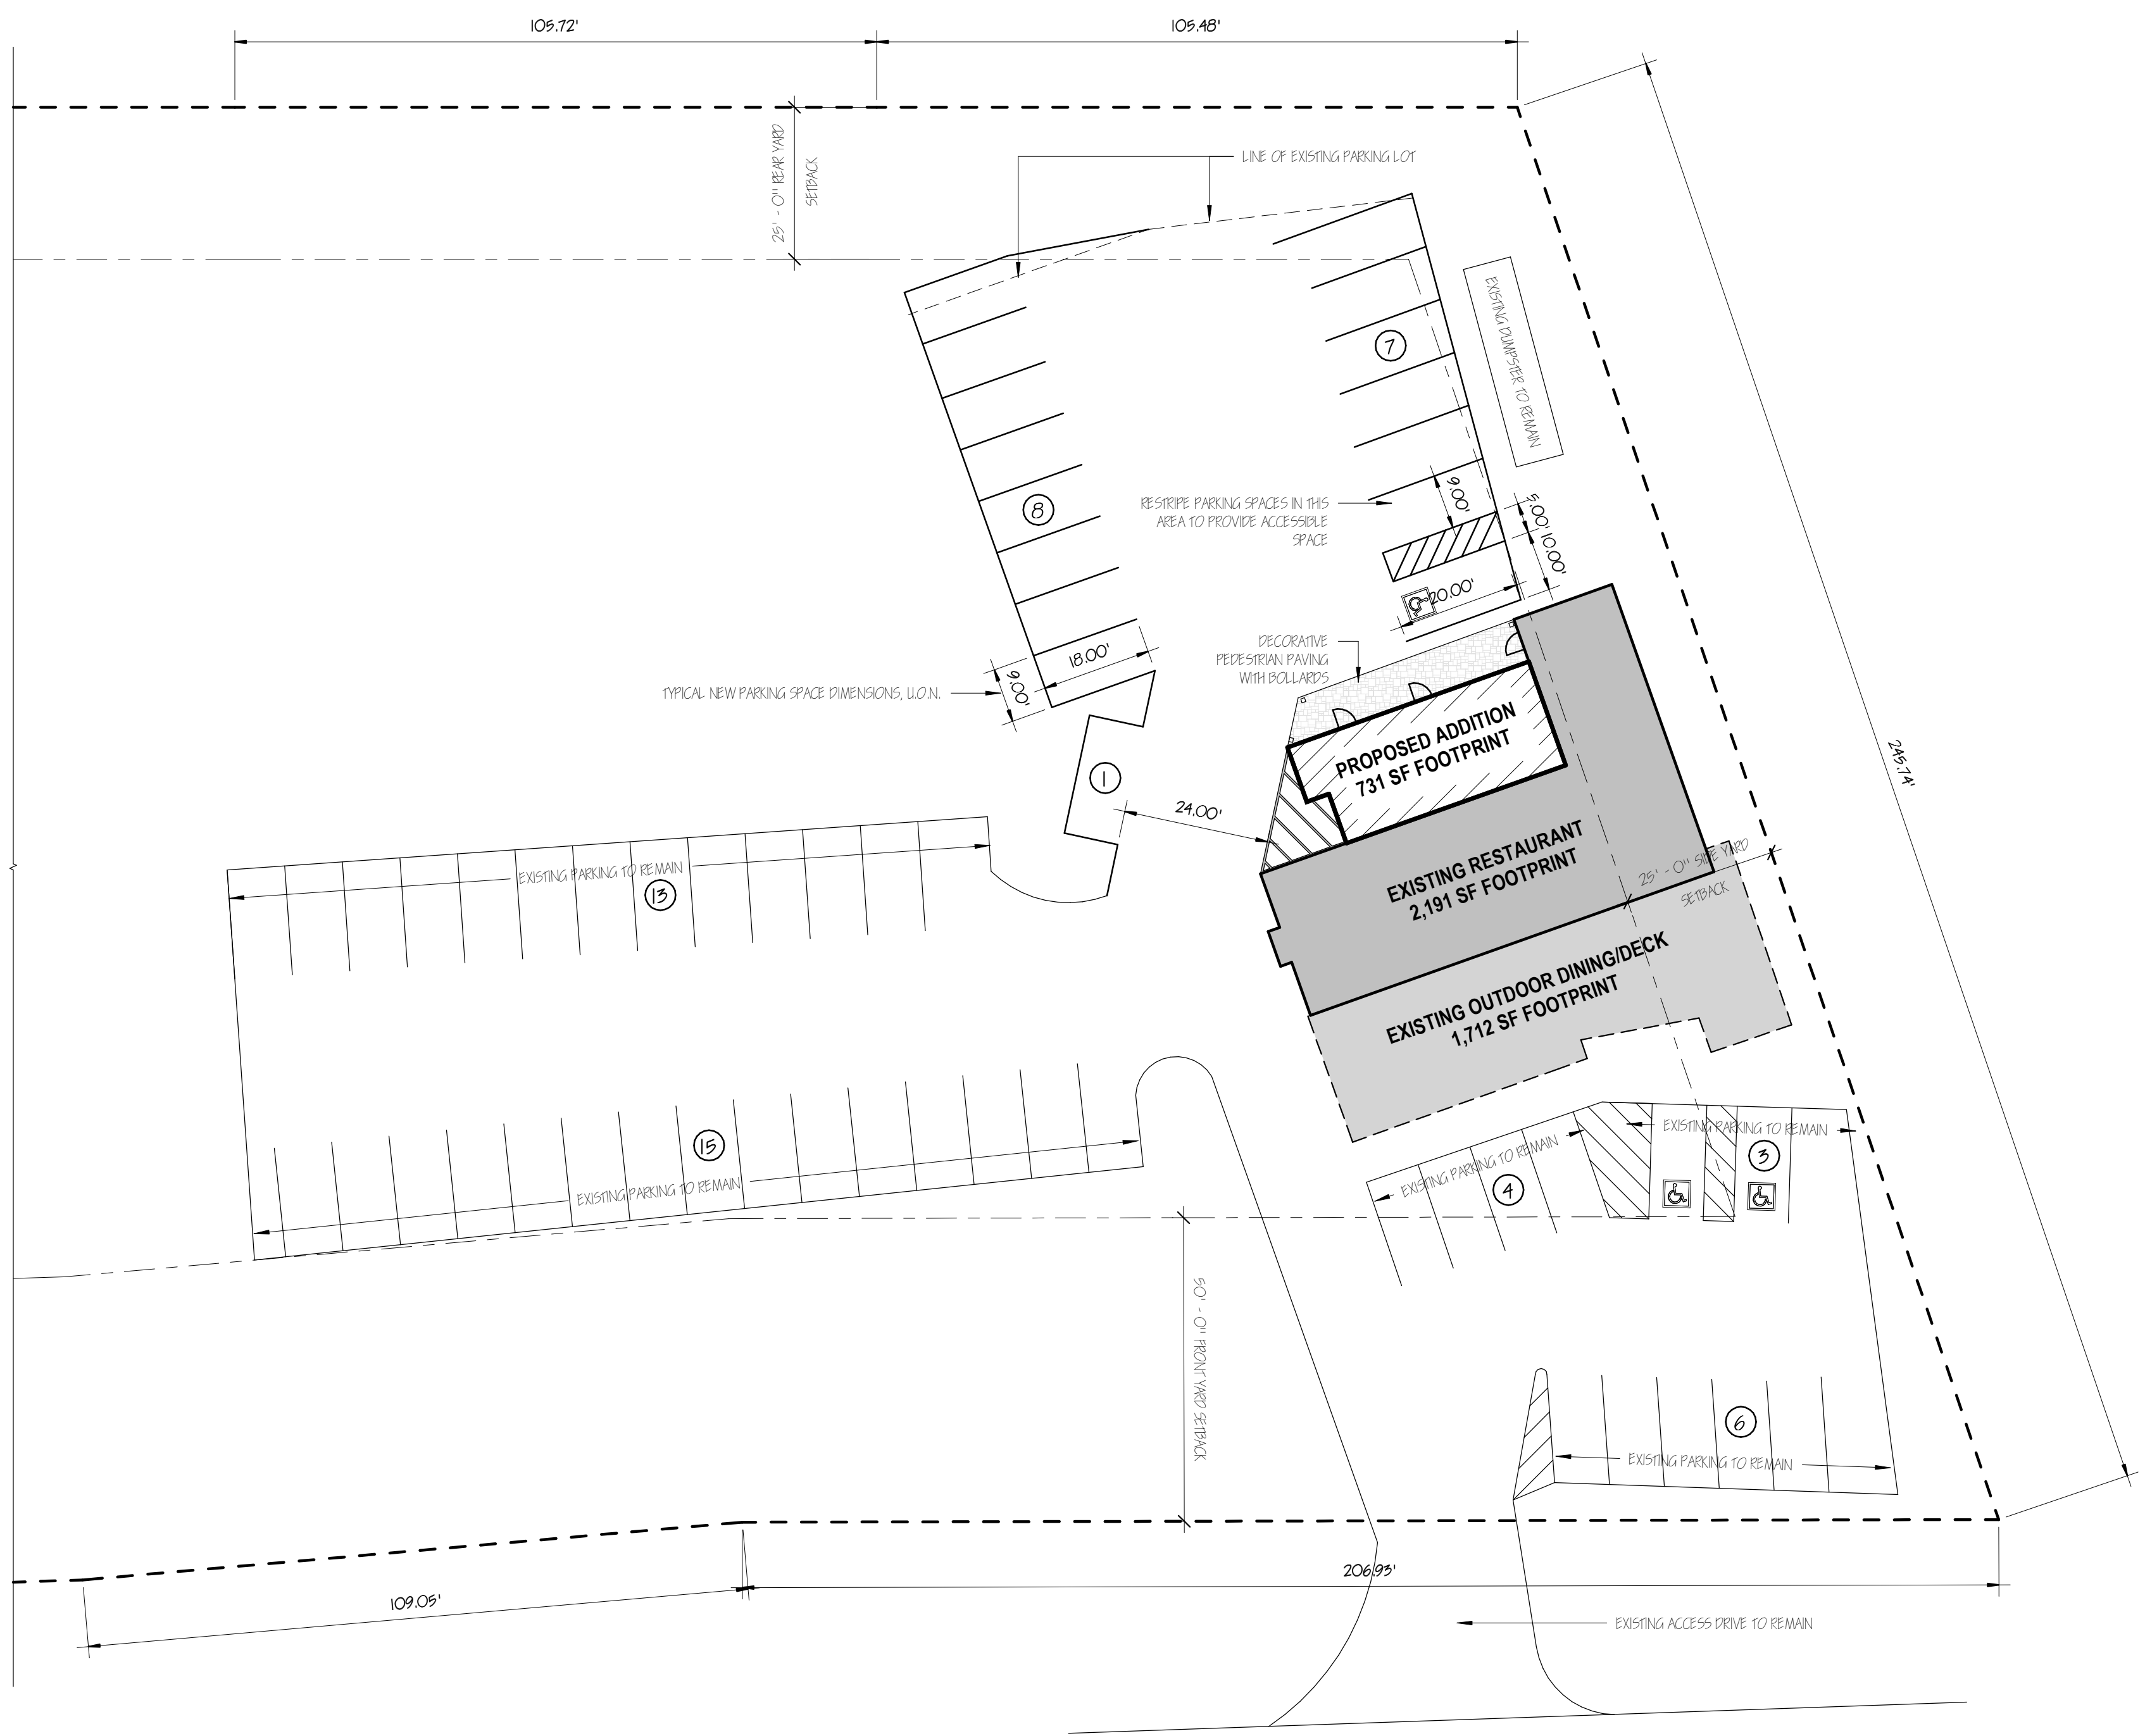 105.72'
105.48'
25' - 0" REAR YARD
SETBACK
LINE OF EXISTING PARKING LOT
7
EXISTING DUMPSTER TO REMAIN
8
RESTRIPE PARKING SPACES IN THIS
AREA TO PROVIDE ACCESSIBLE
SPACE
9.00'
5.00'
10.00'
20.00'
DECORATIVE
PEDESTRIAN PAVING
WITH BOLLARDS
18.00'
9.00'
TYPICAL NEW PARKING SPACE DIMENSIONS, U.O.N.
PROPOSED ADDITION
731 SF FOOTPRINT
1
24.00'
245.74'
EXISTING PARKING TO REMAIN
13
EXISTING RESTAURANT
2,191 SF FOOTPRINT
25' - 0" SIDE YARD
SETBACK
EXISTING OUTDOOR DINING/DECK
1,712 SF FOOTPRINT
15
EXISTING PARKING TO REMAIN
EXISTING PARKING TO REMAIN
4
EXISTING PARKING TO REMAIN
3
50' - 0" FRONT YARD SETBACK
6
EXISTING PARKING TO REMAIN
206.93'
109.05'
EXISTING ACCESS DRIVE TO REMAIN